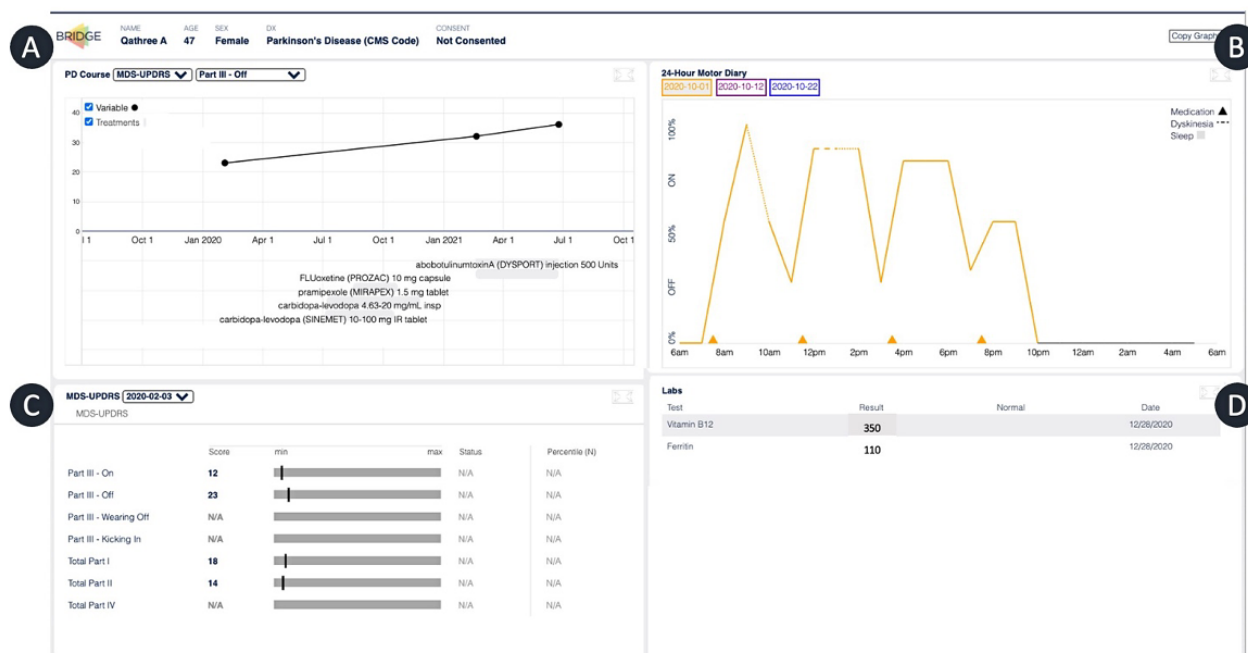 A
B
C
D
BRIDGE
NAME AGE SEX DX CONSENT
Qathree A 47 Female Parkinson's Disease (CMS Code) Not Consented
Copy Graph
PD Course MDS-UPDRS Part III - Off
Variable
Treatments
40
30
20
10
0
Oct 1 Jan 2020 Apr 1 Jul 1 Oct 1 Jan 2021 Apr 1 Jul 1 Oct 1
abobotulinumtoxinA (DYSPORT) injection 500 Units
FLUoxetine (PROZAC) 10 mg capsule
pramipexole (MIRAPEX) 1.5 mg tablet
carbidopa-levodopa 4.63-20 mg/mL insp
carbidopa-levodopa (SINEMET) 10-100 mg IR tablet
24-Hour Motor Diary
2020-10-01 2020-10-12 2020-10-22
Medication
Dyskinesia
Sleep
100%
ON
50%
OFF
0%
6am 8am 10am 12pm 2pm 4pm 6pm 8pm 10pm 12am 2am 4am 6am
MDS-UPDRS 2020-02-03
MDS-UPDRS
Score min max Status Percentile (N)
Part III - On 12 N/A N/A
Part III - Off 23 N/A N/A
Part III - Wearing Off N/A N/A N/A
Part III - Kicking In N/A N/A N/A
Total Part I 18 N/A N/A
Total Part II 14 N/A N/A
Total Part IV N/A N/A N/A
Labs
Test Result Normal Date
Vitamin B12 350 12/28/2020
Ferritin 110 12/28/2020